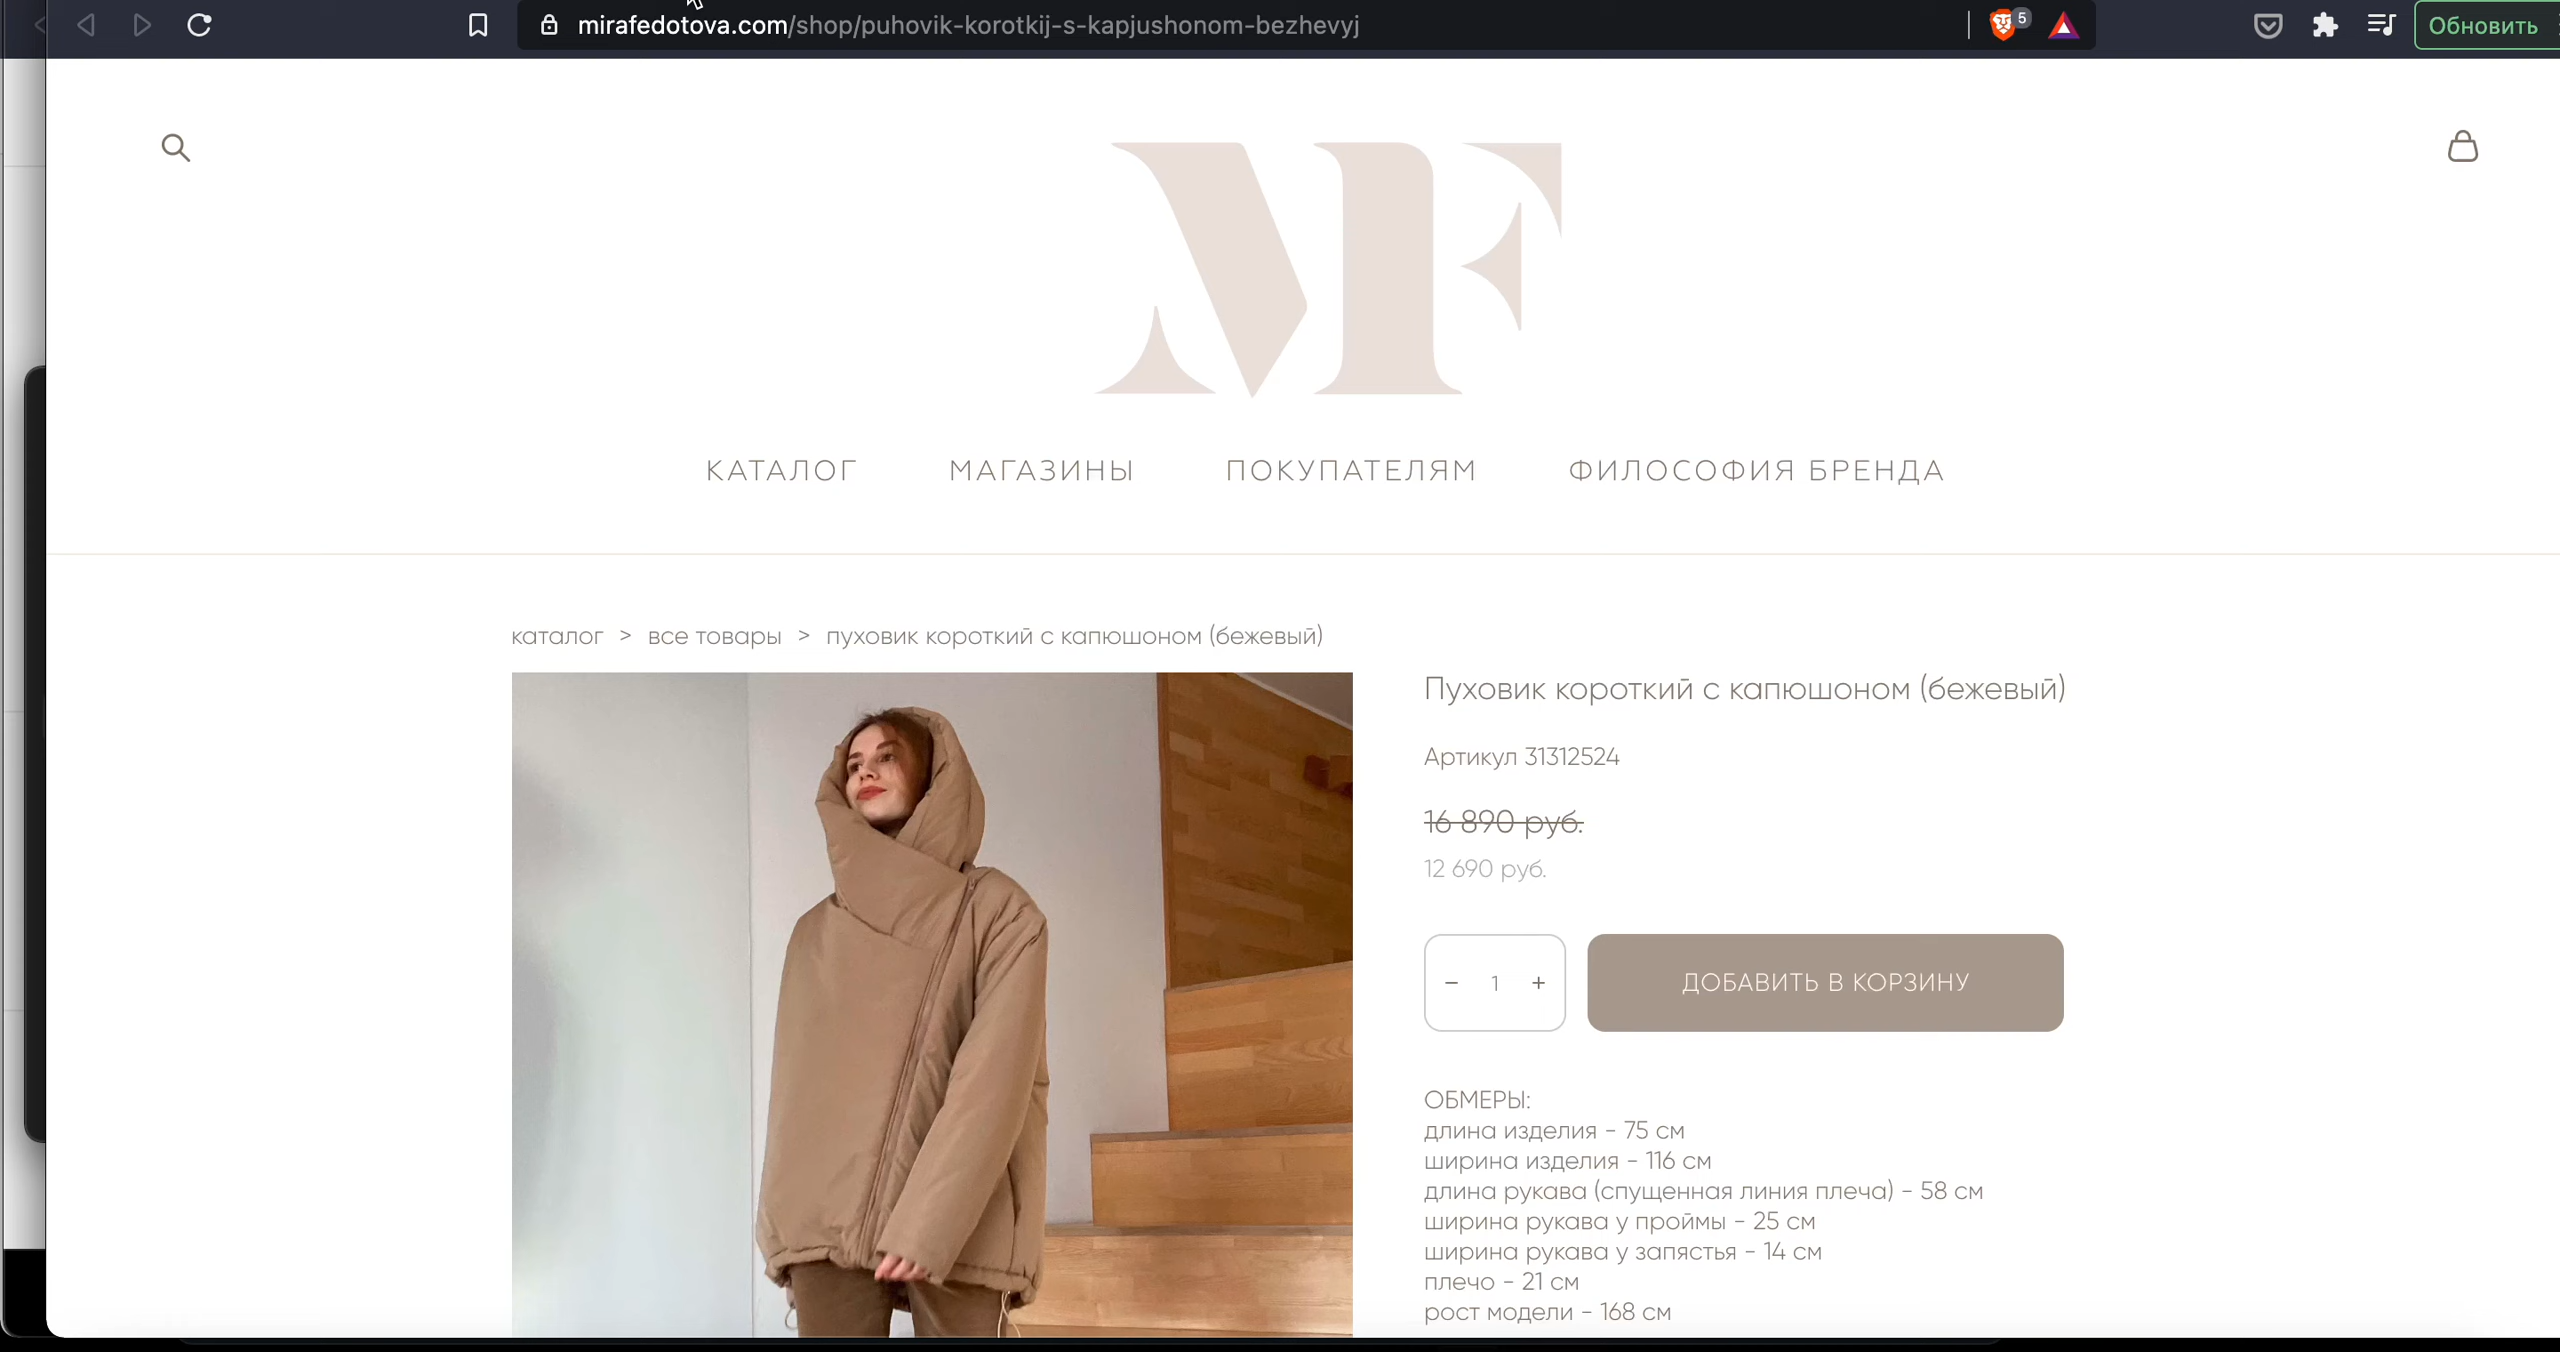 mirafedotova.com/shop/puhovik-korotkij-s-kapjushonom-bezhevyj
5
Обновить
MF
КАТАЛОГ
МАГАЗИНЫ
ПОКУПАТЕЛЯМ
ФИЛОСОФИЯ БРЕНДА
каталог > все товары > пуховик короткий с капюшоном (бежевый)
Пуховик короткий с капюшоном (бежевый)
Артикул 31312524
16 890 руб.
12 690 руб.
− 1 +
ДОБАВИТЬ В КОРЗИНУ
ОБМЕРЫ:
длина изделия - 75 см
ширина изделия - 116 см
длина рукава (спущенная линия плеча) - 58 см
ширина рукава у проймы - 25 см
ширина рукава у запястья - 14 см
плечо - 21 см
рост модели - 168 см